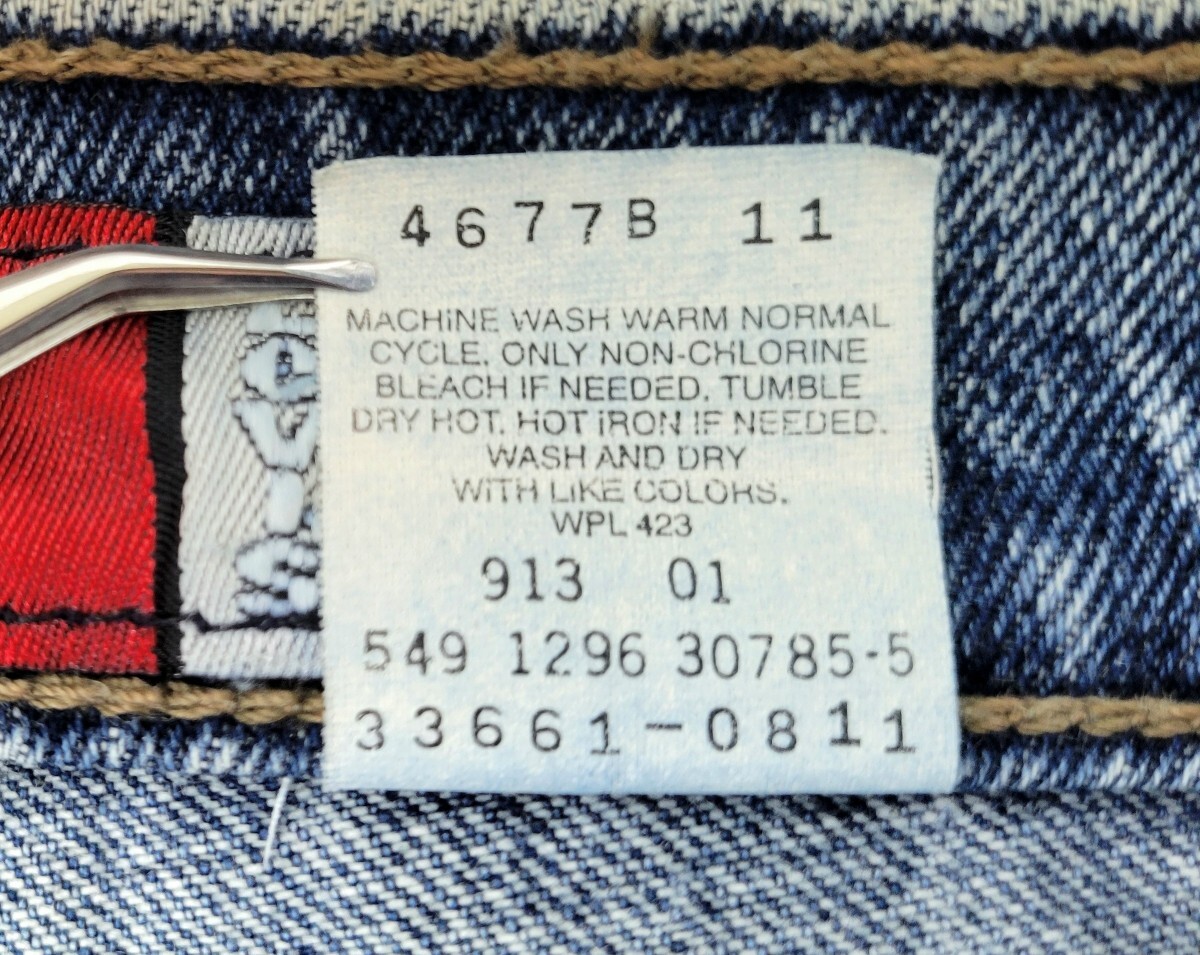 4677B 11
MACHINE WASH WARM NORMAL
CYCLE. ONLY NON-CHLORINE
BLEACH IF NEEDED. TUMBLE
DRY HOT. HOT IRON IF NEEDED.
WASH AND DRY
WITH LIKE COLORS.
WPL 423
913 01
549 1296 30785-5
33661-0811